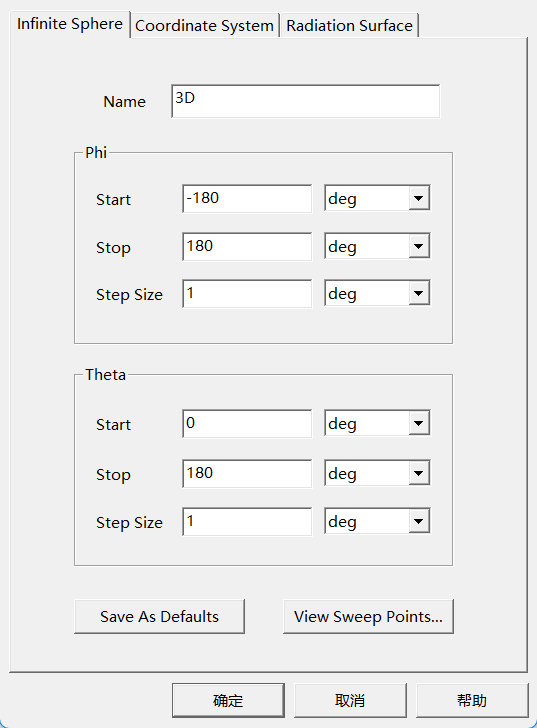 Infinite Sphere Coordinate System Radiation Surface
Name 3D
Phi
Start -180 deg
Stop 180 deg
Step Size 1 deg
Theta
Start 0 deg
Stop 180 deg
Step Size 1 deg
Save As Defaults View Sweep Points...
确定 取消 帮助